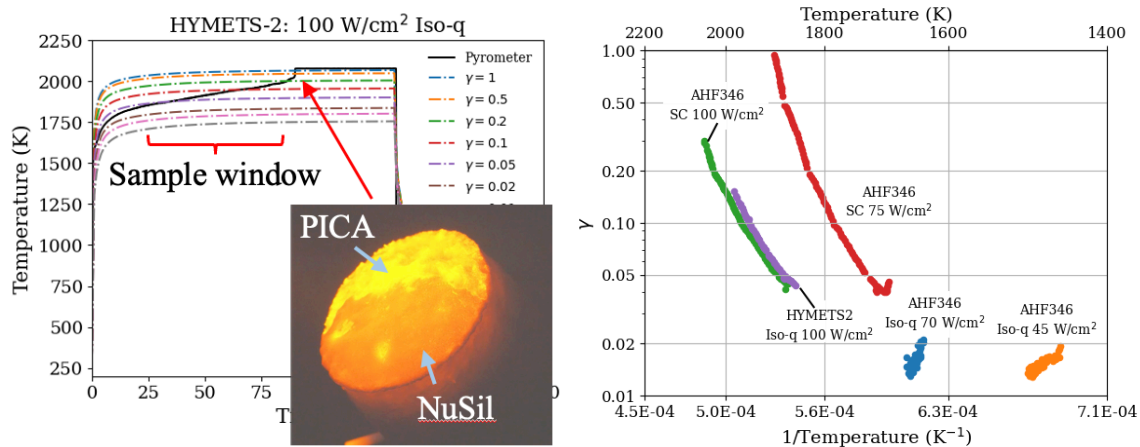 HYMETS-2: 100 W/cm² Iso-q
Temperature (K)
2250
2000
1750
1500
1250
1000
750
500
250
0
25
50
75
Pyrometer
γ = 1
γ = 0.5
γ = 0.2
γ = 0.1
γ = 0.05
γ = 0.02
Sample window
PICA
NuSil
Temperature (K)
2200
2000
1800
1600
1400
γ
1.00
0.50
0.20
0.10
0.05
0.02
0.01
AHF346
SC 100 W/cm²
AHF346
SC 75 W/cm²
HYMETS2
Iso-q 100 W/cm²
AHF346
Iso-q 70 W/cm²
AHF346
Iso-q 45 W/cm²
4.5E-04
5.0E-04
5.6E-04
6.3E-04
7.1E-04
1/Temperature (K⁻¹)